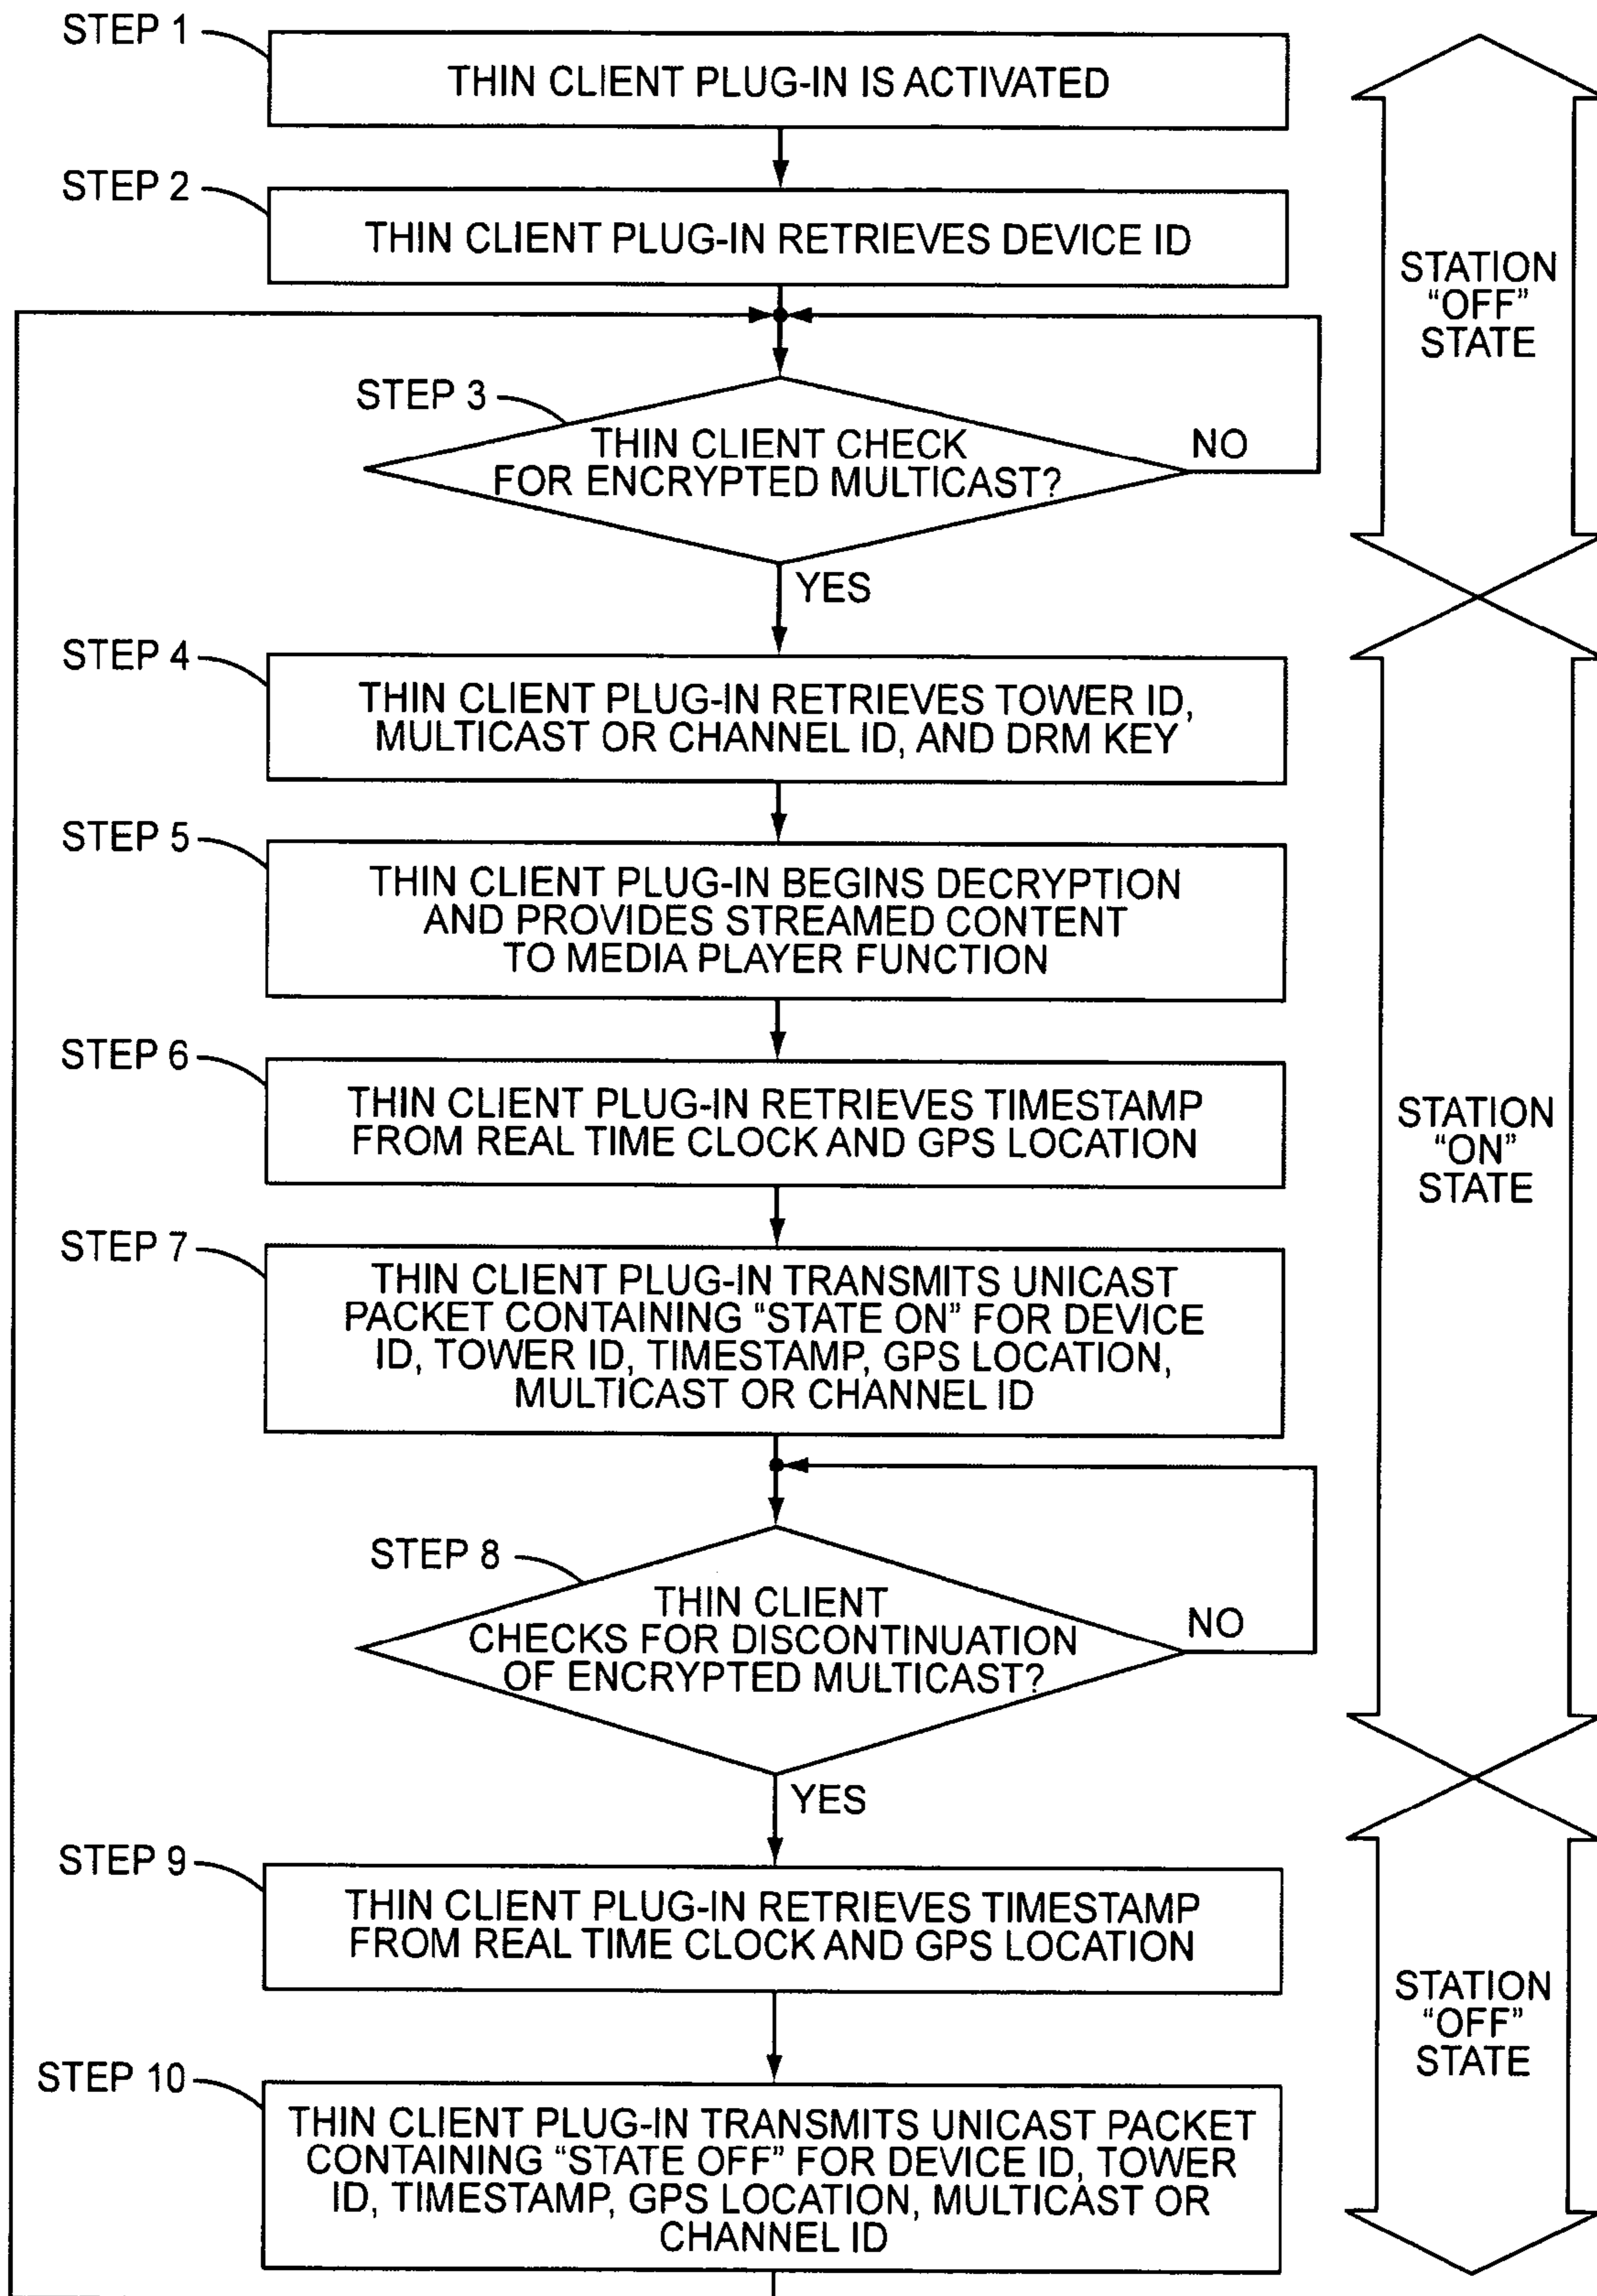 STEP 1
THIN CLIENT PLUG-IN IS ACTIVATED
STEP 2
THIN CLIENT PLUG-IN RETRIEVES DEVICE ID
STATION
“OFF”
STATE
STEP 3
THIN CLIENT CHECK
FOR ENCRYPTED MULTICAST?
NO
YES
STEP 4
THIN CLIENT PLUG-IN RETRIEVES TOWER ID,
MULTICAST OR CHANNEL ID, AND DRM KEY
STEP 5
THIN CLIENT PLUG-IN BEGINS DECRYPTION
AND PROVIDES STREAMED CONTENT
TO MEDIA PLAYER FUNCTION
STEP 6
THIN CLIENT PLUG-IN RETRIEVES TIMESTAMP
FROM REAL TIME CLOCK AND GPS LOCATION
STATION
“ON”
STATE
STEP 7
THIN CLIENT PLUG-IN TRANSMITS UNICAST
PACKET CONTAINING “STATE ON” FOR DEVICE
ID, TOWER ID, TIMESTAMP, GPS LOCATION,
MULTICAST OR CHANNEL ID
STEP 8
THIN CLIENT
CHECKS FOR DISCONTINUATION
OF ENCRYPTED MULTICAST?
NO
YES
STEP 9
THIN CLIENT PLUG-IN RETRIEVES TIMESTAMP
FROM REAL TIME CLOCK AND GPS LOCATION
STATION
“OFF”
STATE
STEP 10
THIN CLIENT PLUG-IN TRANSMITS UNICAST PACKET
CONTAINING “STATE OFF” FOR DEVICE ID, TOWER
ID, TIMESTAMP, GPS LOCATION, MULTICAST OR
CHANNEL ID